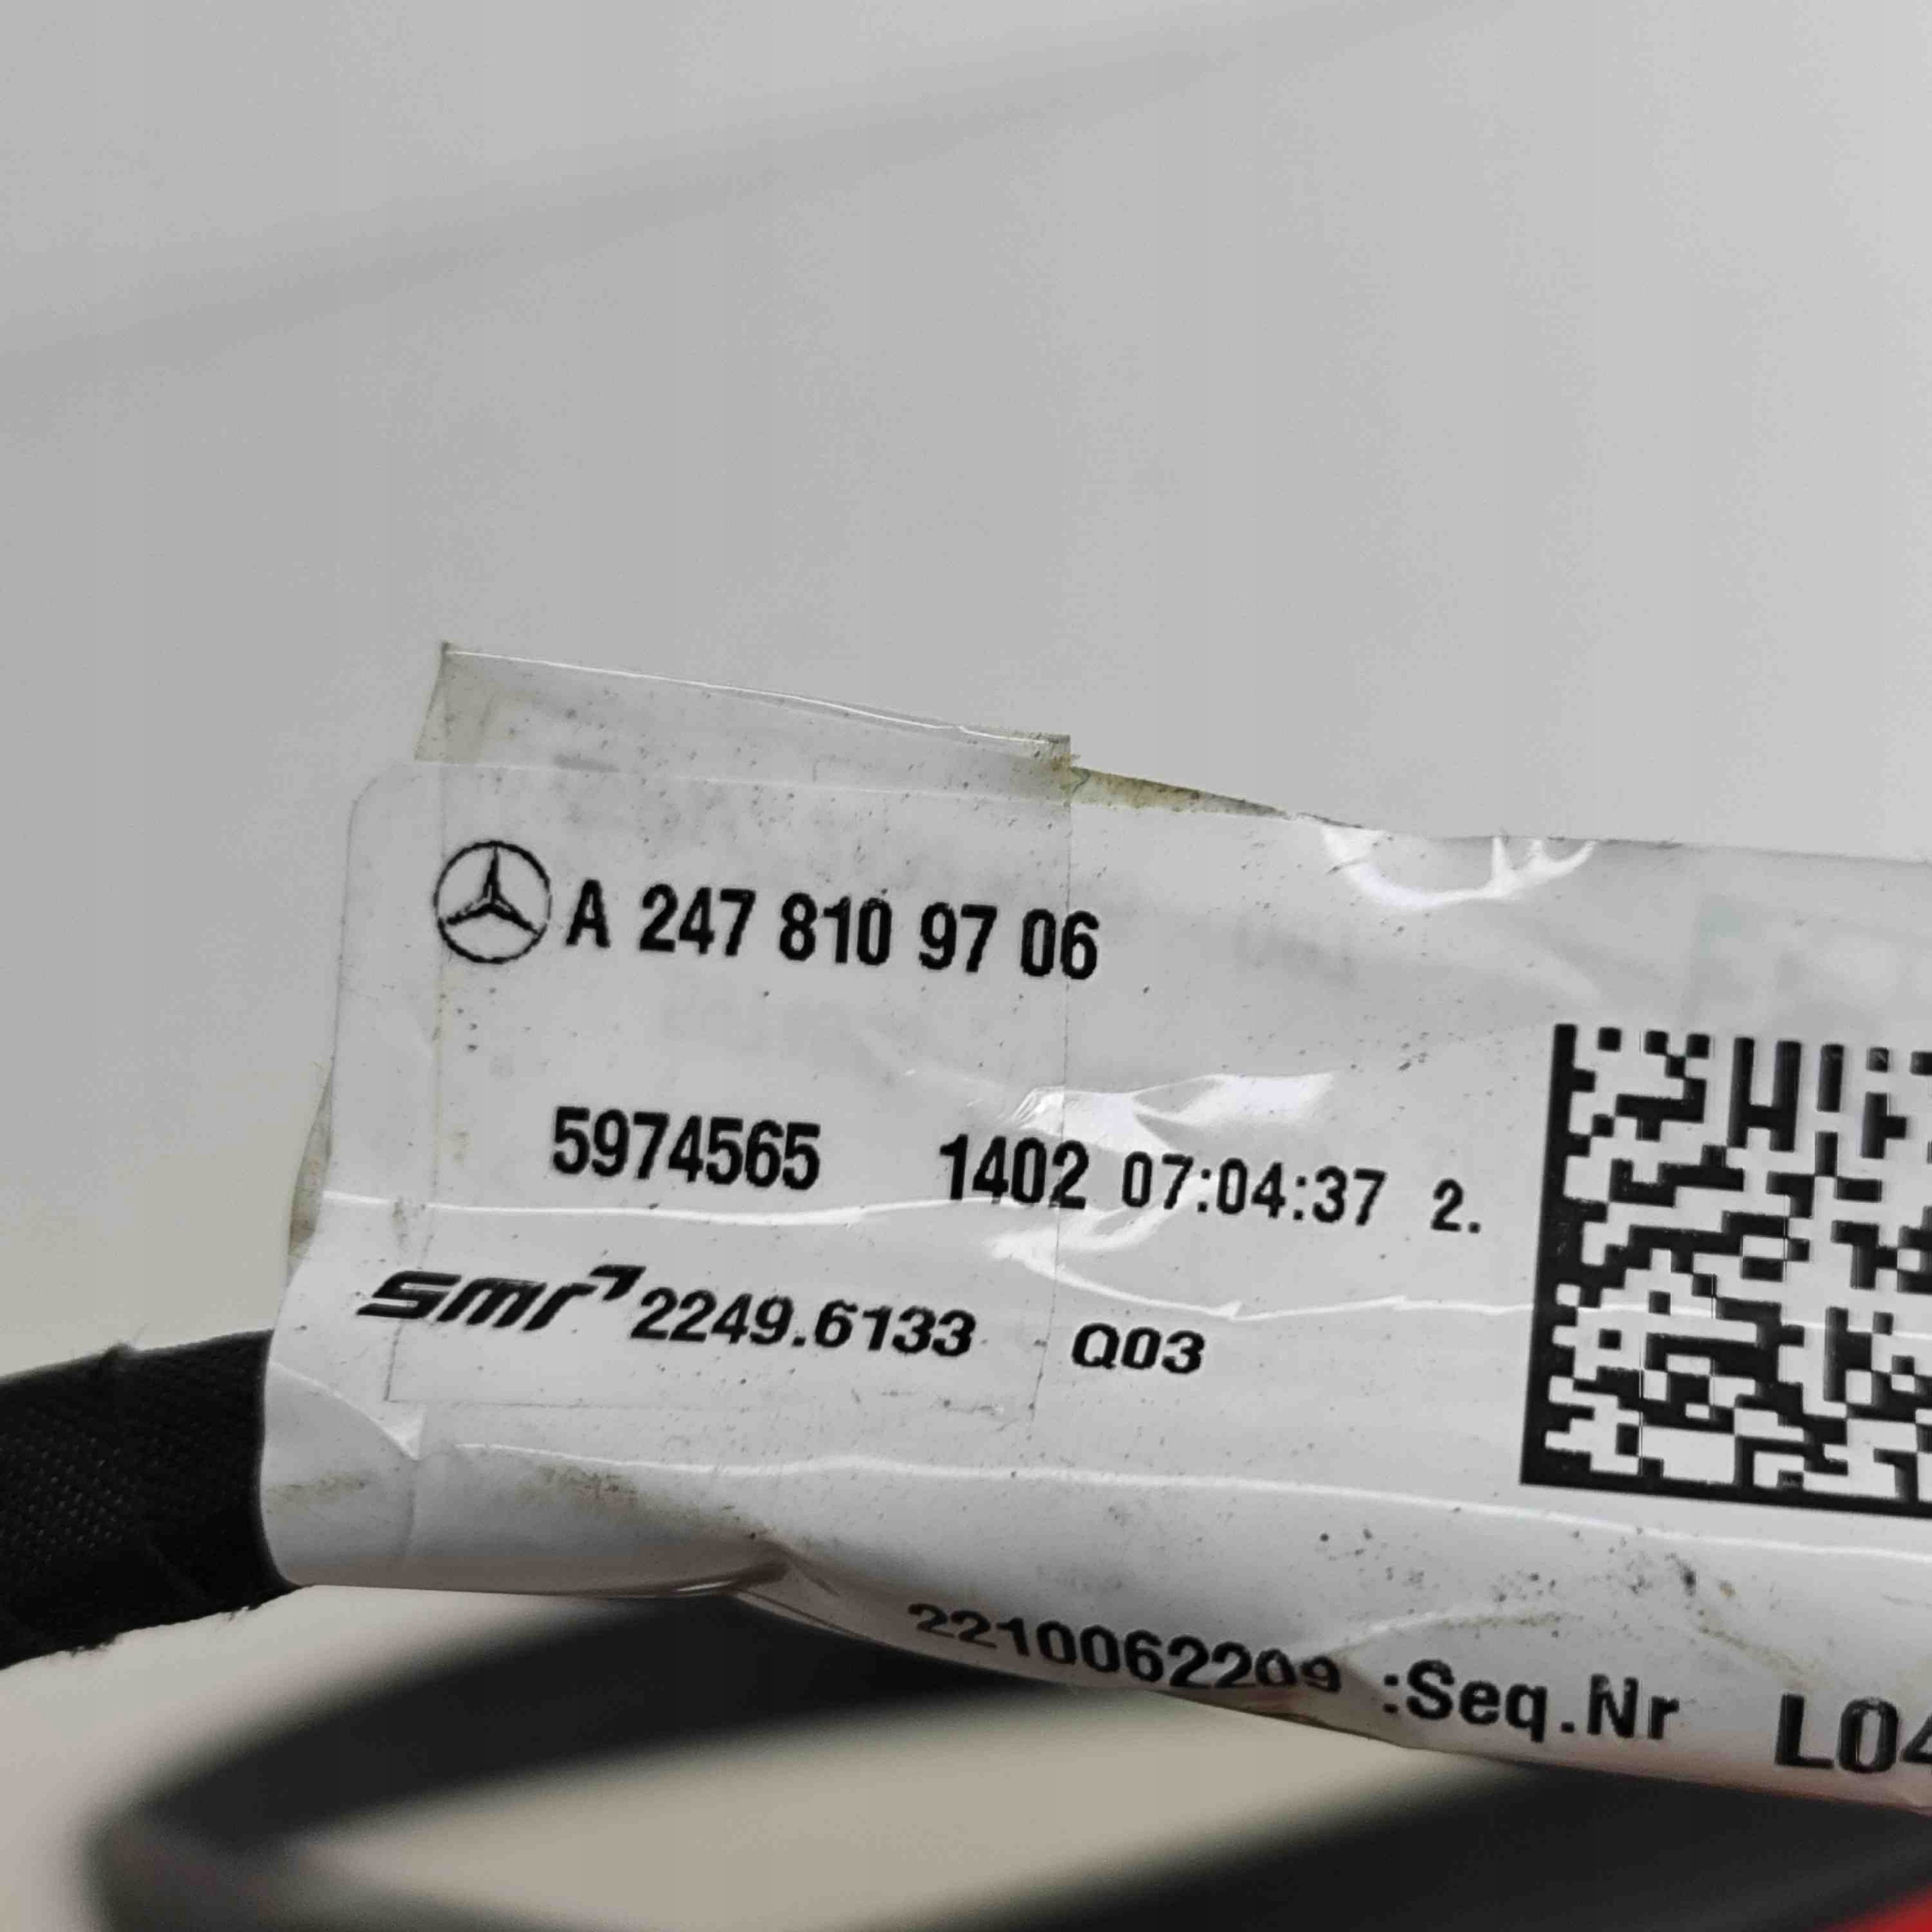 A 247 810 97 06
5974565 1402 07:04:37 2.
smr 2249.6133 Q03
2210062209 :Seq.Nr L04